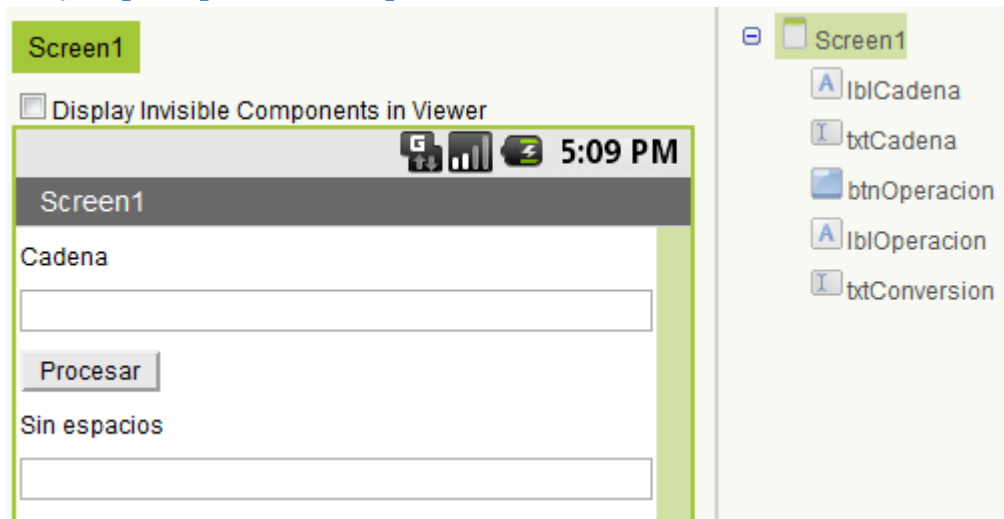 Screen1
Display Invisible Components in Viewer
5:09 PM
Screen1
Cadena
Procesar
Sin espacios
Screen1
lblCadena
txtCadena
btnOperacion
lblOperacion
txtConversion